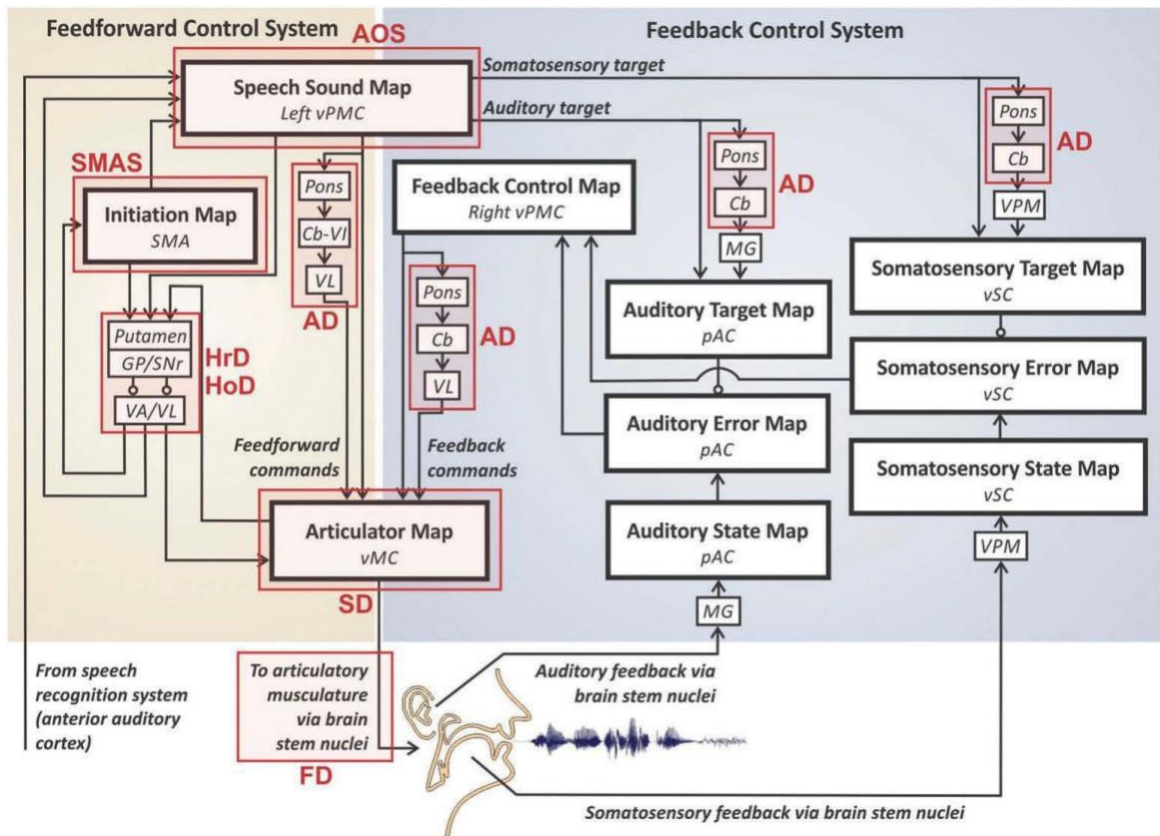 Feedforward Control System
Feedback Control System
AOS
Speech Sound Map
Left vPMC
Somatosensory target
Auditory target
Pons
Cb
AD
VPM
Pons
Cb
AD
MG
SMAS
Initiation Map
SMA
Pons
Cb-VI
VL
AD
Feedback Control Map
Right vPMC
Pons
Cb
VL
AD
Putamen
GP/SNr
VA/VL
HrD
HoD
Auditory Target Map
pAC
Somatosensory Target Map
vSC
Auditory Error Map
pAC
Somatosensory Error Map
vSC
Feedforward
commands
Feedback
commands
Articulator Map
vMC
SD
Auditory State Map
pAC
Somatosensory State Map
vSC
MG
VPM
From speech
recognition system
(anterior auditory
cortex)
To articulatory
musculature
via brain
stem nuclei
FD
Auditory feedback via
brain stem nuclei
Somatosensory feedback via brain stem nuclei